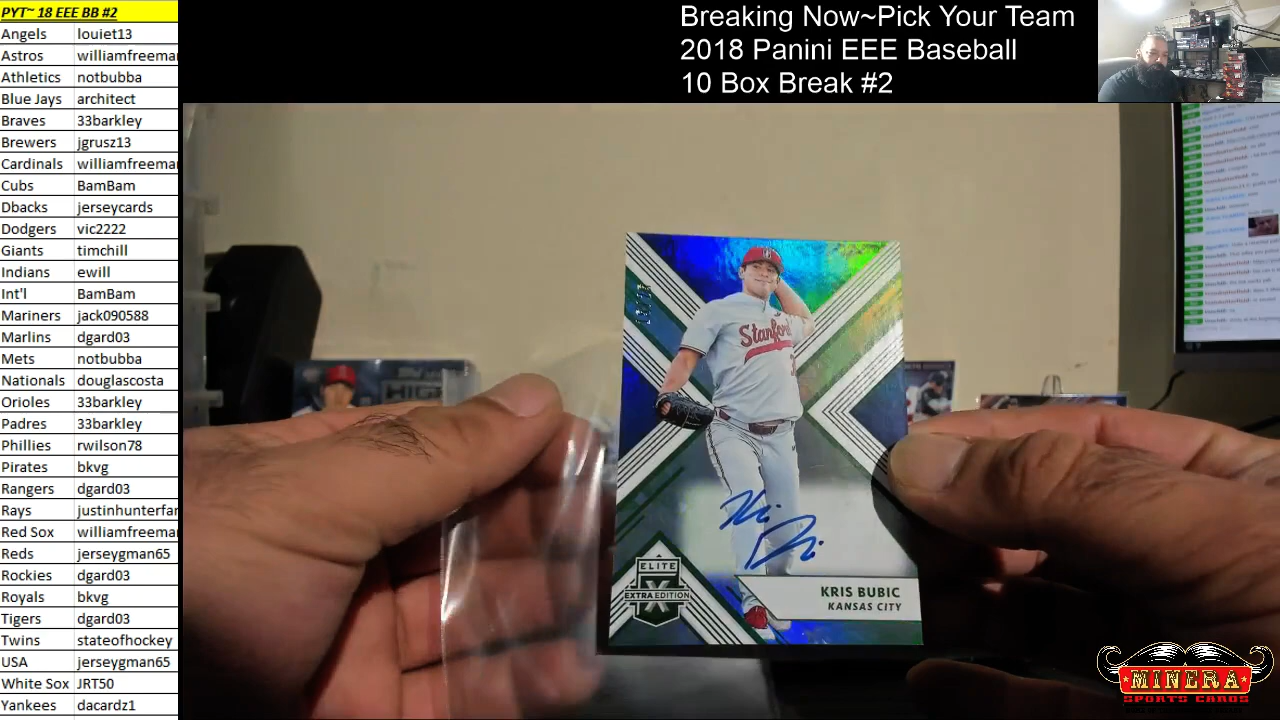 PYT~ 18 EEE BB #2
Angels louiet13
Astros williamfreeman
Athletics notbubba
Blue Jays architect
Braves 33barkley
Brewers jgrusz13
Cardinals williamfreeman
Cubs BamBam
Dbacks jerseycards
Dodgers vic2222
Giants timchill
Indians ewill
Int'l BamBam
Mariners jack090588
Marlins dgard03
Mets notbubba
Nationals douglascosta
Orioles 33barkley
Padres 33barkley
Phillies rwilson78
Pirates bkvg
Rangers dgard03
Rays justinhunterfar
Red Sox williamfreeman
Reds jerseygman65
Rockies dgard03
Royals bkvg
Tigers dgard03
Twins stateofhockey
USA jerseygman65
White Sox JRT50
Yankees dacardz1
Breaking Now~Pick Your Team
2018 Panini EEE Baseball
10 Box Break #2
Stanford
ELITE
EXTRA EDITION
KRIS BUBIC
KANSAS CITY
MINERA
SPORTS CARDS